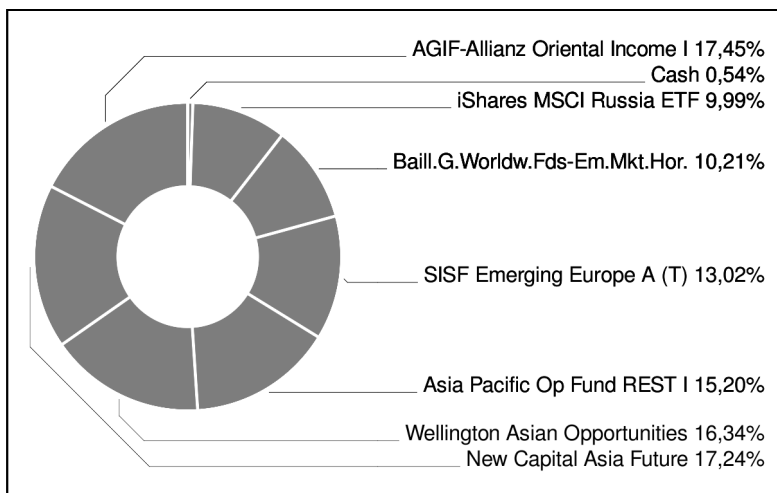 AGIF-Allianz Oriental Income I 17,45%
Cash 0,54%
iShares MSCI Russia ETF 9,99%
Baill.G.Worldw.Fds-Em.Mkt.Hor. 10,21%
SISF Emerging Europe A (T) 13,02%
Asia Pacific Op Fund REST I 15,20%
Wellington Asian Opportunities 16,34%
New Capital Asia Future 17,24%